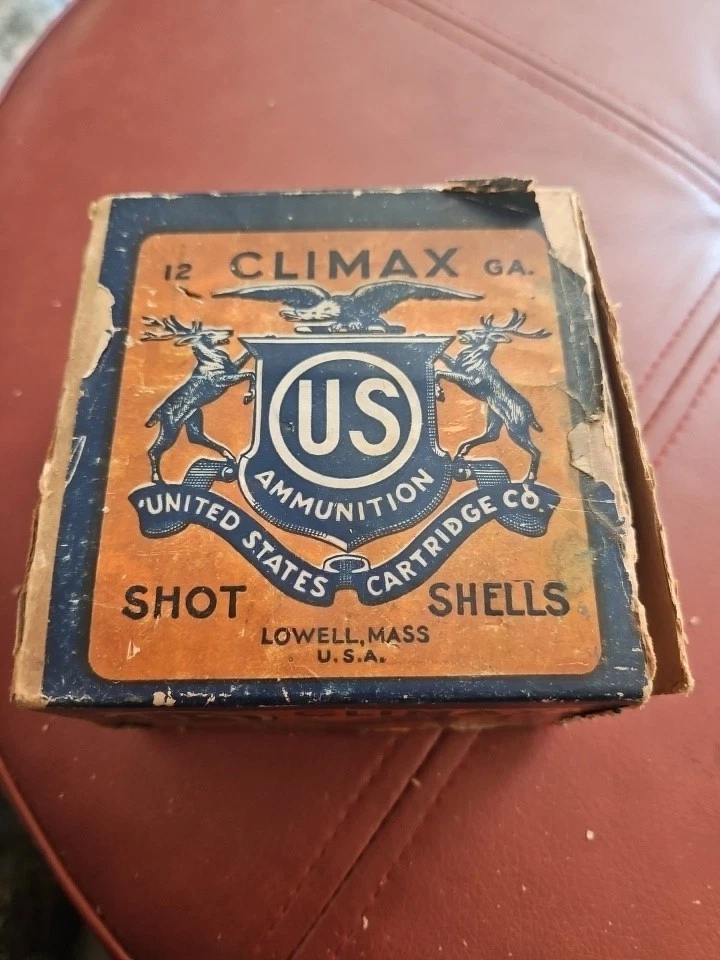 12 CLIMAX GA.
US
AMMUNITION
UNITED STATES CARTRIDGE CO.
SHOT SHELLS
LOWELL, MASS
U.S.A.